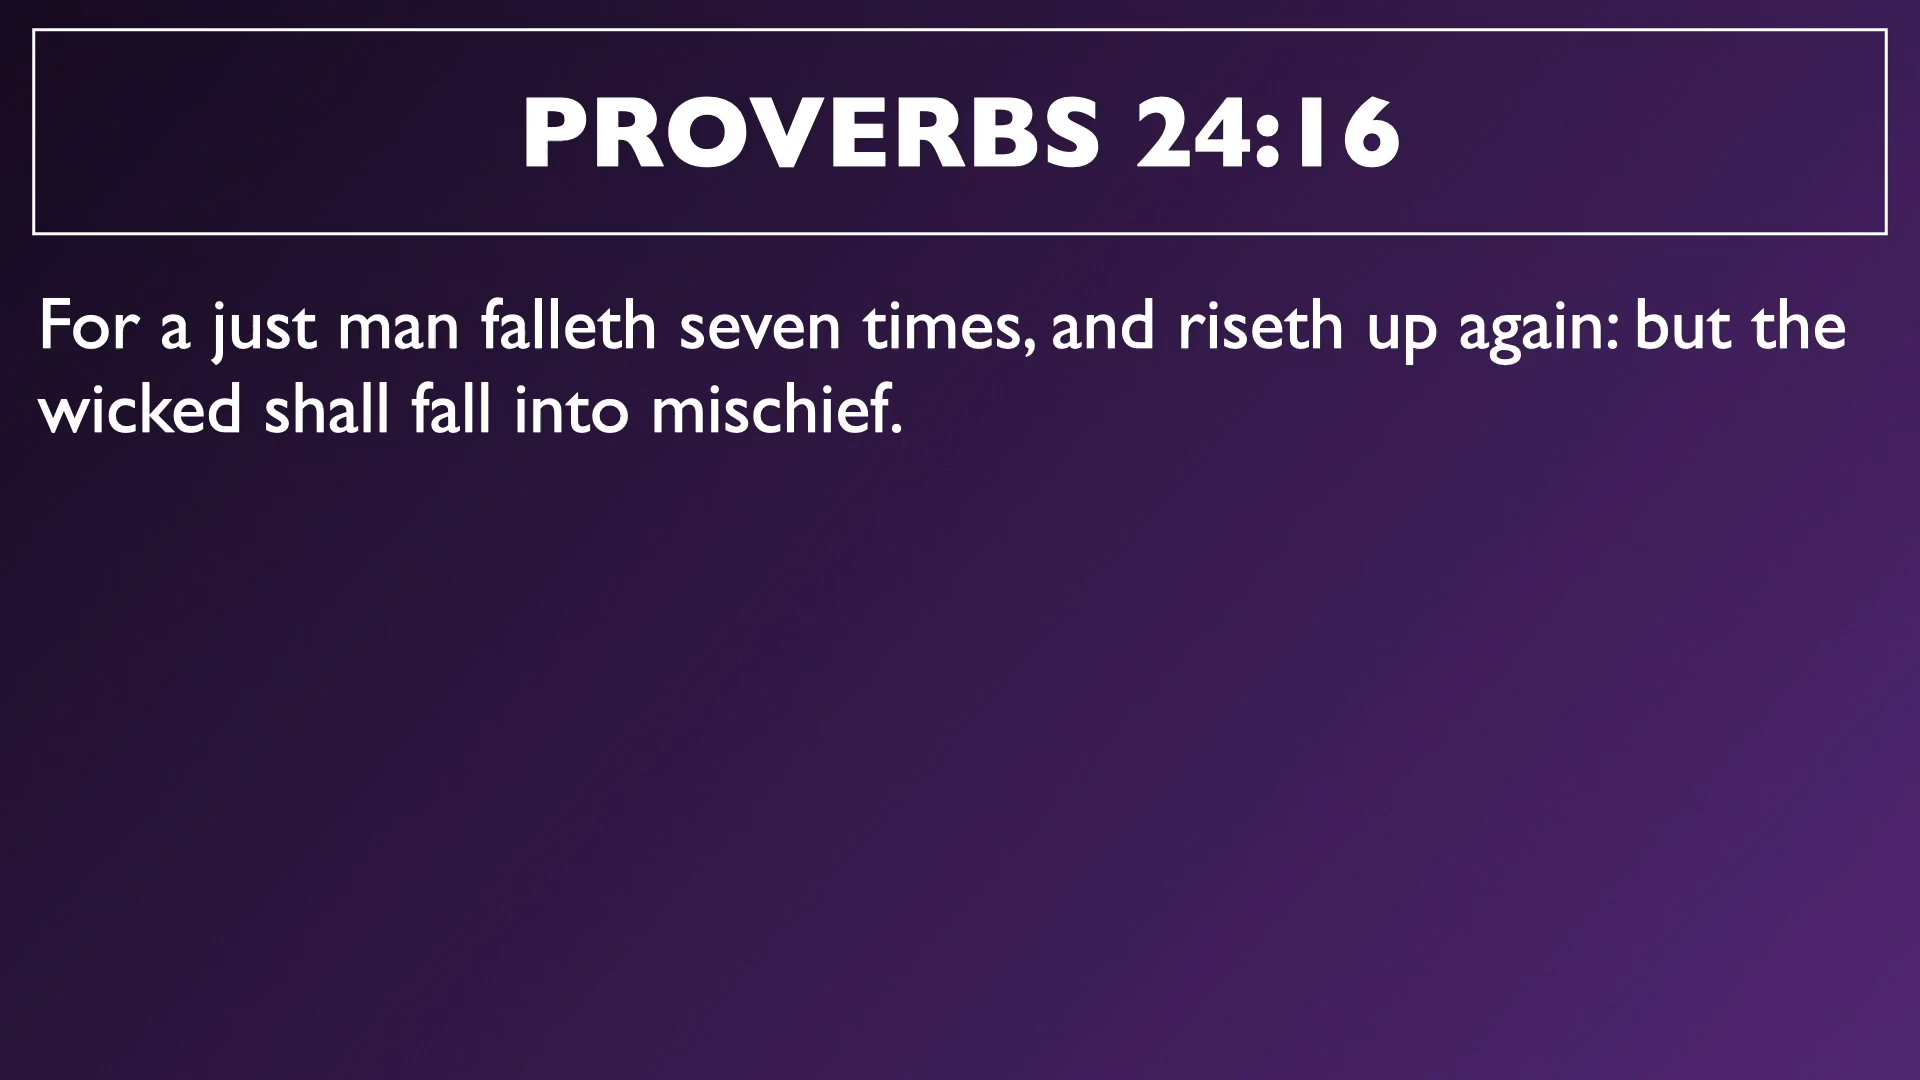 PROVERBS 24:16
For a just man falleth seven times, and riseth up again: but the
wicked shall fall into mischief.